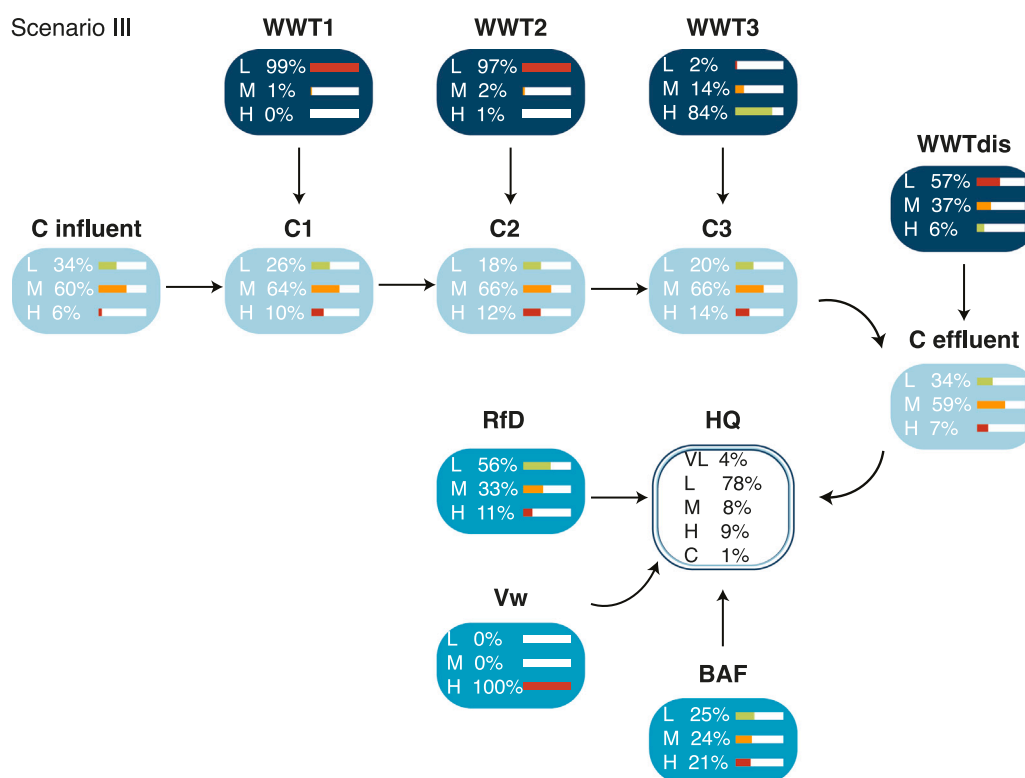 Scenario III
WWT1
L 99%
M 1%
H 0%
WWT2
L 97%
M 2%
H 1%
WWT3
L 2%
M 14%
H 84%
WWTdis
L 57%
M 37%
H 6%
C influent
L 34%
M 60%
H 6%
C1
L 26%
M 64%
H 10%
C2
L 18%
M 66%
H 12%
C3
L 20%
M 66%
H 14%
C effluent
L 34%
M 59%
H 7%
RfD
L 56%
M 33%
H 11%
HQ
VL 4%
L 78%
M 8%
H 9%
C 1%
Vw
L 0%
M 0%
H 100%
BAF
L 25%
M 24%
H 21%